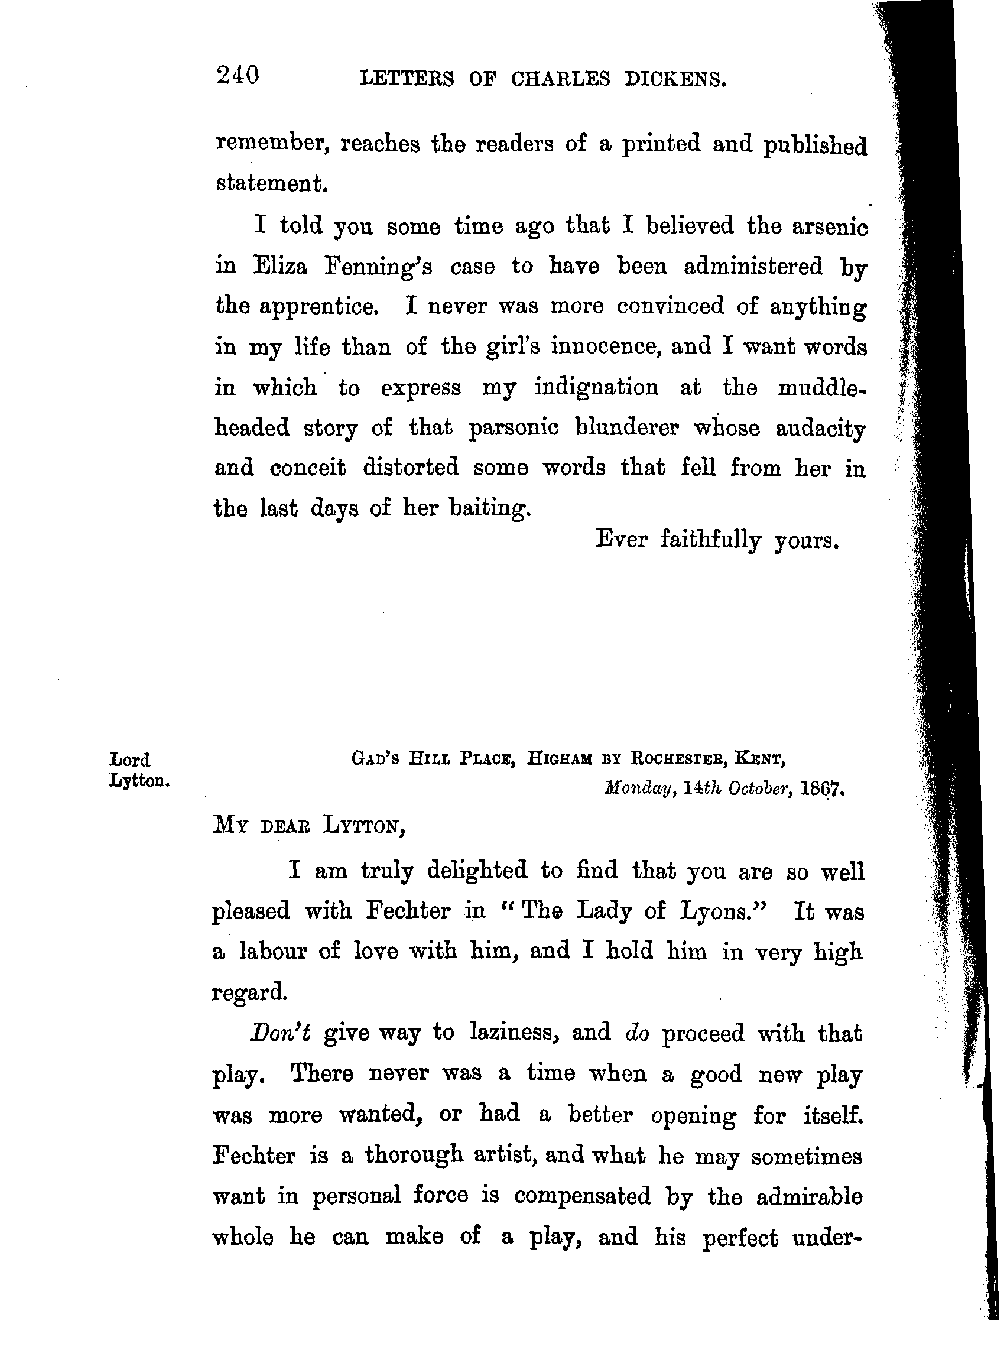 240 LETTERS OF CHARLES DICKENS.
remember, reaches the readers of a printed and published
statement.
I told you some time ago that I believed the arsenic
in Eliza Fenning's case to have been administered by
the apprentice. I never was more convinced of anything
in my life than of the girl's innocence, and I want words
in which to express my indignation at the muddle-
headed story of that parsonic blunderer whose audacity
and conceit distorted some words that fell from her in
the last days of her baiting.
Ever faithfully yours.
Lord
Lytton.
GAD'S HILL PLACE, HIGHAM BY ROCHESTER, KENT,
Monday, 14th October, 1867.
MY DEAR LYTTON,
I am truly delighted to find that you are so well
pleased with Fechter in "The Lady of Lyons." It was
a labour of love with him, and I hold him in very high
regard.
Don't give way to laziness, and do proceed with that
play. There never was a time when a good new play
was more wanted, or had a better opening for itself.
Fechter is a thorough artist, and what he may sometimes
want in personal force is compensated by the admirable
whole he can make of a play, and his perfect under-